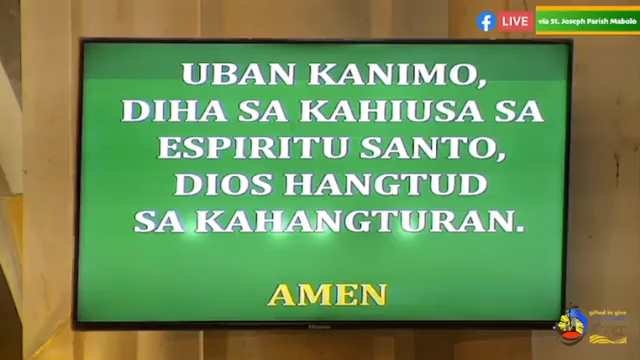 LIVE
via St. Joseph Parish Mabolo
UBAN KANIMO,
DIHA SA KAHIUSA SA
ESPIRITU SANTO,
DIOS HANGTUD
SA KAHANGTURAN.
AMEN
Hisense
gifted to give